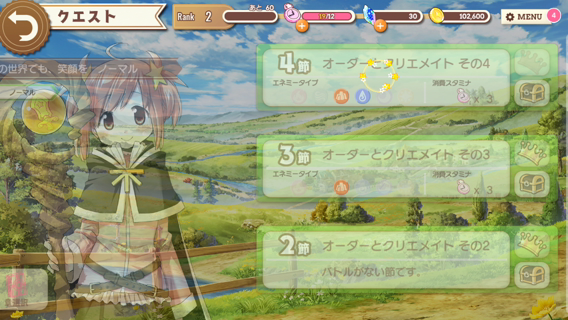 クエスト
Rank 2
あと 60
19/12
30
102,600
MENU 4
の世界でも、笑顔を ノーマル
ノーマル
4節 オーダーとクリエメイト その4
エネミータイプ
消費スタミナ
3節 オーダーとクリエメイト その3
エネミータイプ
消費スタミナ
x 3
2節 オーダーとクリエメイト その2
バトルがない節です。